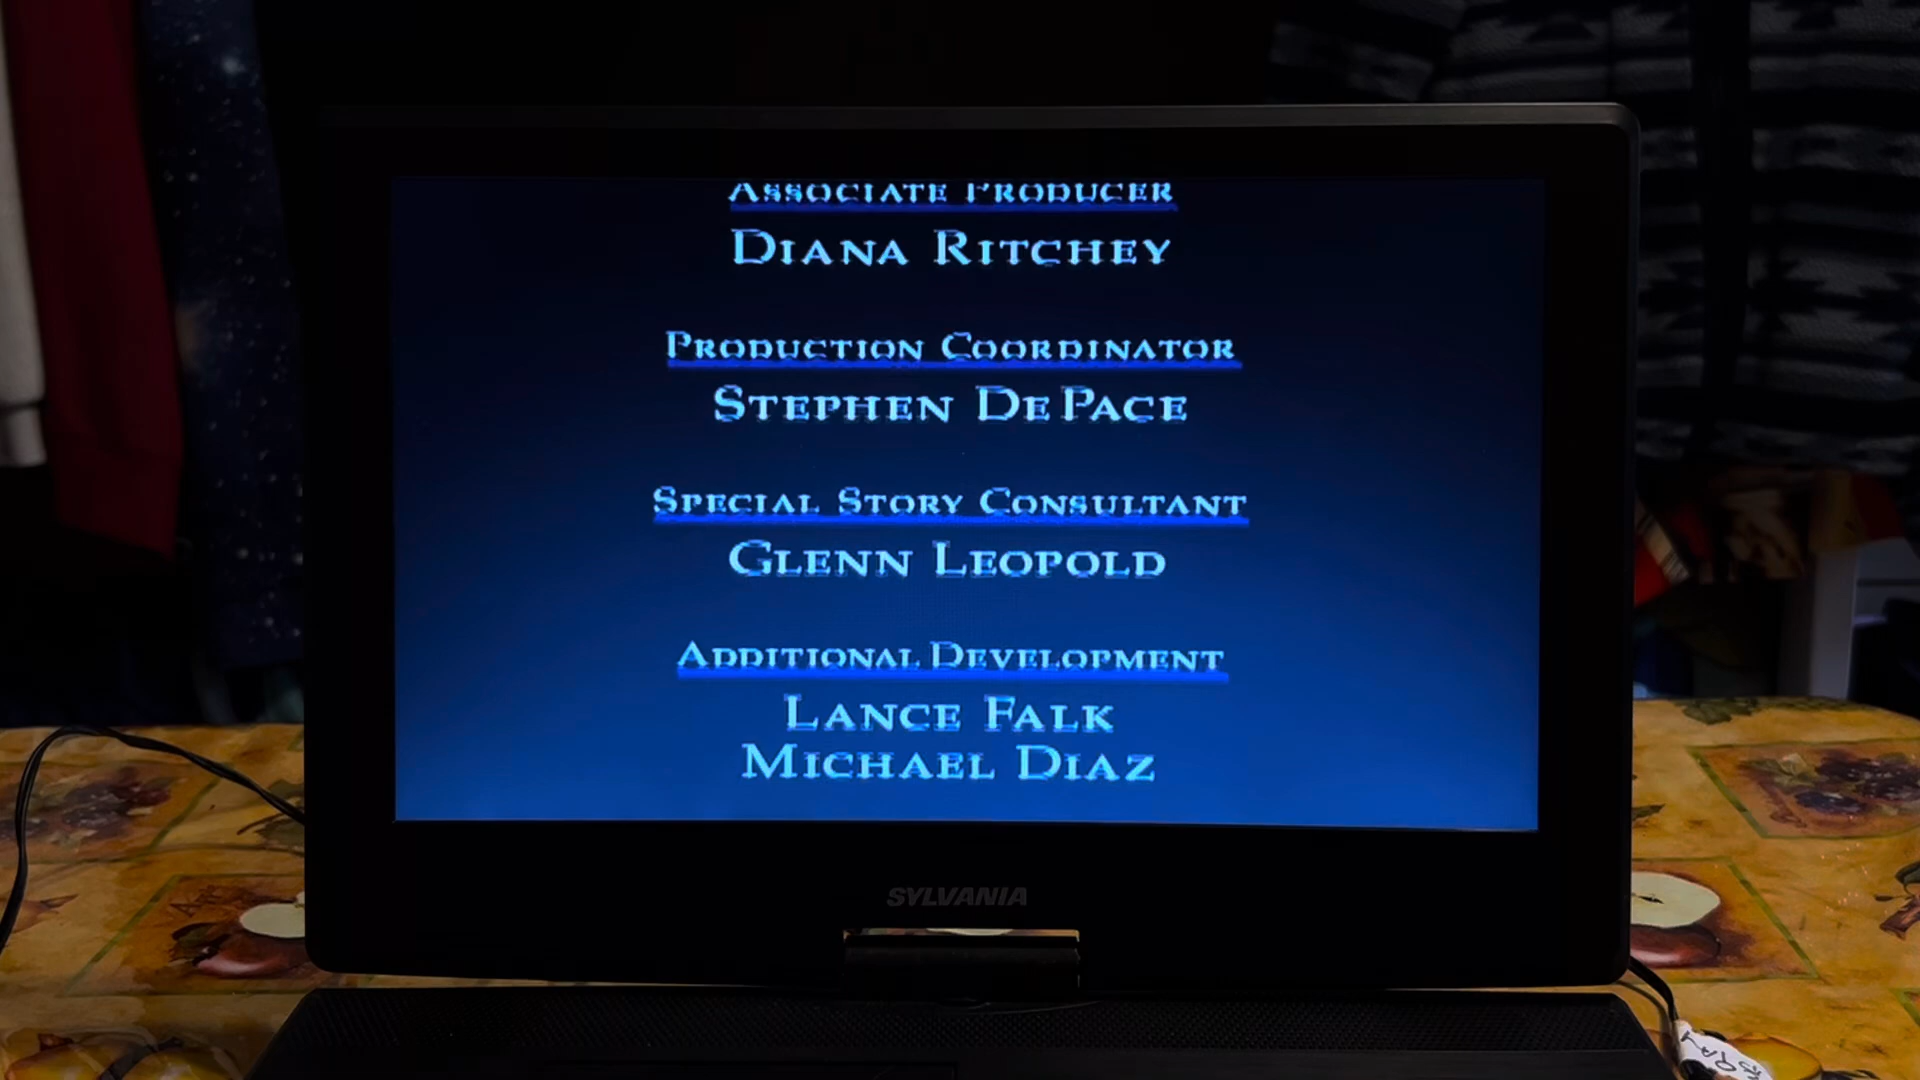 Associate Producer
Diana Ritchey
Production Coordinator
Stephen DePace
Special Story Consultant
Glenn Leopold
Additional Development
Lance Falk
Michael Diaz
SYLVANIA